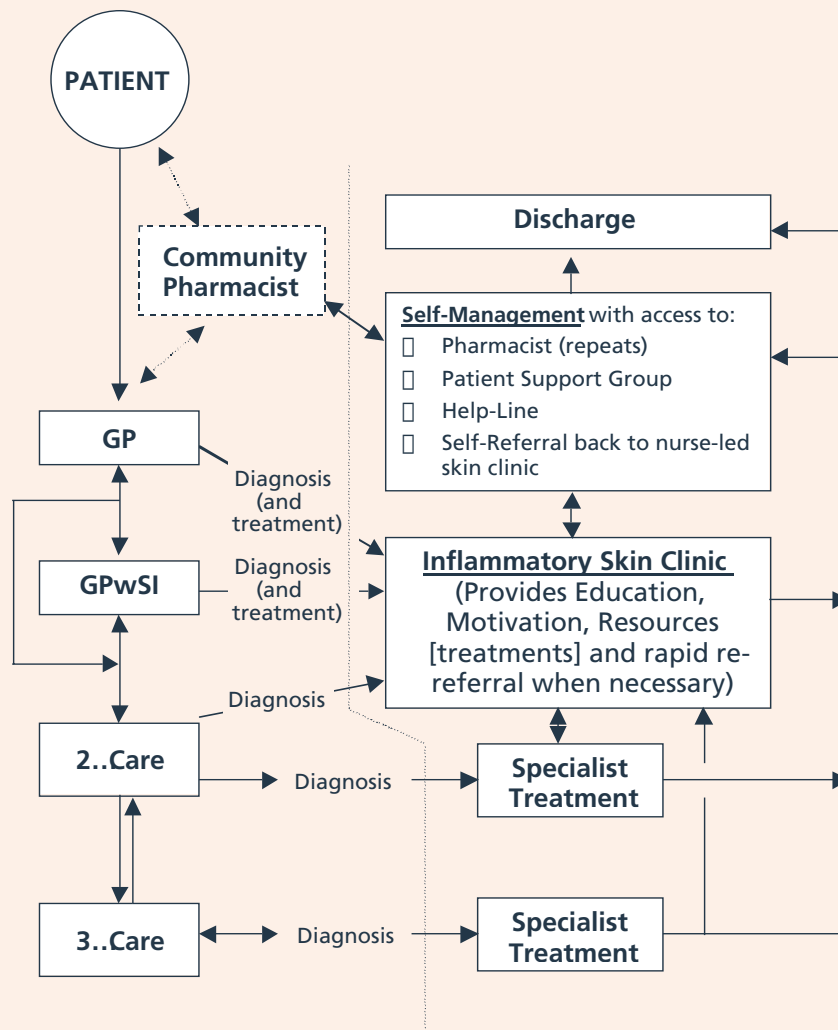 PATIENT
Community
Pharmacist
Discharge
Self-Management with access to:
Pharmacist (repeats)
Patient Support Group
Help-Line
Self-Referral back to nurse-led
skin clinic
GP
Diagnosis
(and
treatment)
GPwSI
Diagnosis
(and
treatment)
Inflammatory Skin Clinic
(Provides Education,
Motivation, Resources
[treatments] and rapid re-
referral when necessary)
Diagnosis
2..Care
Diagnosis
Specialist
Treatment
3..Care
Diagnosis
Specialist
Treatment